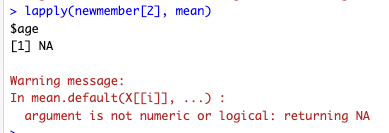 > lapply(newmember[2], mean)
$age
[1] NA

Warning message:
In mean.default(X[[i]], ...) :
  argument is not numeric or logical: returning NA